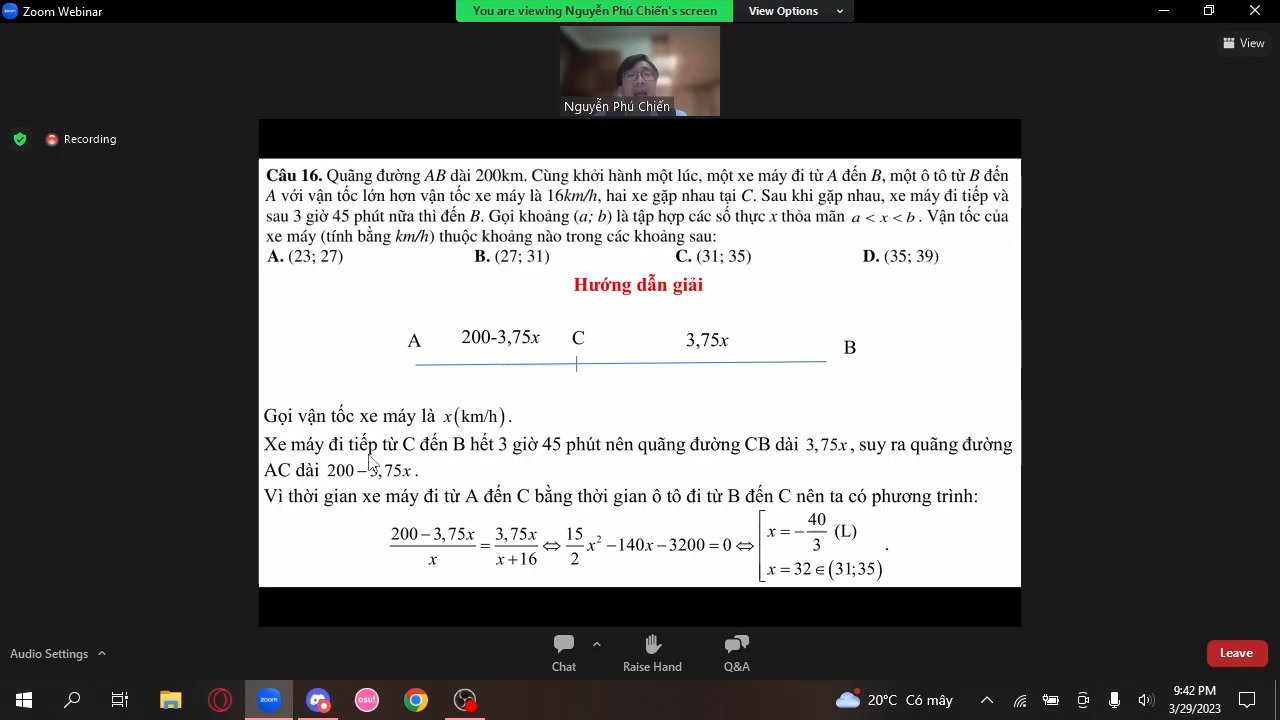 Zoom Webinar
You are viewing Nguyễn Phú Chiến's screen
View Options
View
Nguyễn Phú Chiến
Recording
Câu 16. Quãng đường AB dài 200km. Cùng khởi hành một lúc, một xe máy đi từ A đến B, một ô tô từ B đến
A với vận tốc lớn hơn vận tốc xe máy là 16km/h, hai xe gặp nhau tại C. Sau khi gặp nhau, xe máy đi tiếp và
sau 3 giờ 45 phút nữa thì đến B. Gọi khoảng (a; b) là tập hợp các số thực x thỏa mãn a < x < b. Vận tốc của
xe máy (tính bằng km/h) thuộc khoảng nào trong các khoảng sau:
A. (23; 27) B. (27; 31) C. (31; 35) D. (35; 39)
Hướng dẫn giải
A 200-3,75x C 3,75x B
Gọi vận tốc xe máy là x(km/h).
Xe máy đi tiếp từ C đến B hết 3 giờ 45 phút nên quãng đường CB dài 3,75x, suy ra quãng đường
AC dài 200−3,75x.
Vì thời gian xe máy đi từ A đến C bằng thời gian ô tô đi từ B đến C nên ta có phương trình:
(200−3,75x)/x = 3,75x/(x+16) ⇔ 15/2 x² −140x −3200 = 0 ⇔ [ x = −40/3 (L)
x = 32 ∈ (31;35) .
Audio Settings
Chat
Raise Hand
Q&A
Leave
zoom
osu!
20°C Có mây
9:42 PM
3/29/2023